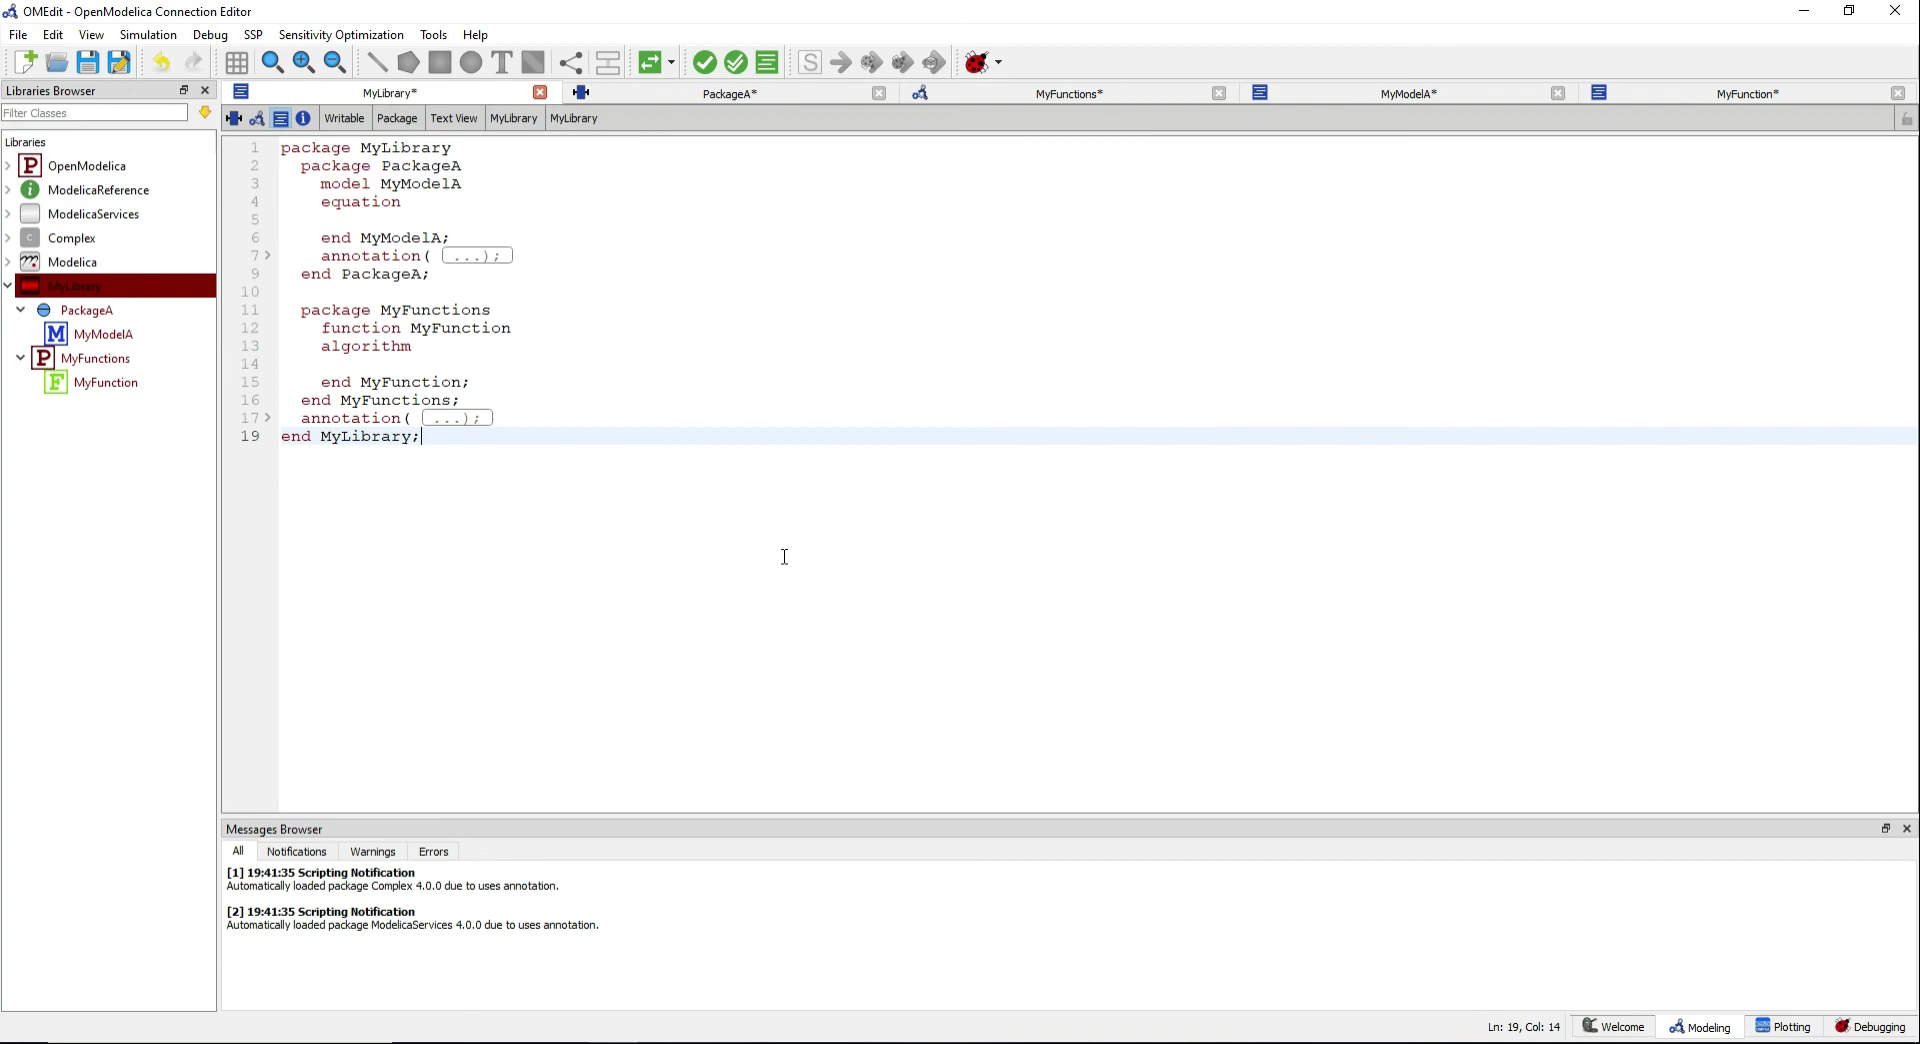 OMEdit - OpenModelica Connection Editor
File Edit View Simulation Debug SSP Sensitivity Optimization Tools Help
Libraries Browser
MyLibrary* PackageA* MyFunctions* MyModelA* MyFunction*
Filter Classes
Writable Package Text View MyLibrary MyLibrary
Libraries
P OpenModelica
i ModelicaReference
ModelicaServices
C Complex
Modelica
MyLibrary
PackageA
M MyModelA
P MyFunctions
F MyFunction
1 package MyLibrary
2 package PackageA
3 model MyModelA
4 equation
5
6 end MyModelA;
7 annotation( ...);
9 end PackageA;
10
11 package MyFunctions
12 function MyFunction
13 algorithm
14
15 end MyFunction;
16 end MyFunctions;
17 annotation( ...);
19 end MyLibrary;
Messages Browser
All Notifications Warnings Errors
[1] 19:41:35 Scripting Notification
Automatically loaded package Complex 4.0.0 due to uses annotation.
[2] 19:41:35 Scripting Notification
Automatically loaded package ModelicaServices 4.0.0 due to uses annotation.
Ln: 19, Col: 14 Welcome Modeling Plotting Debugging